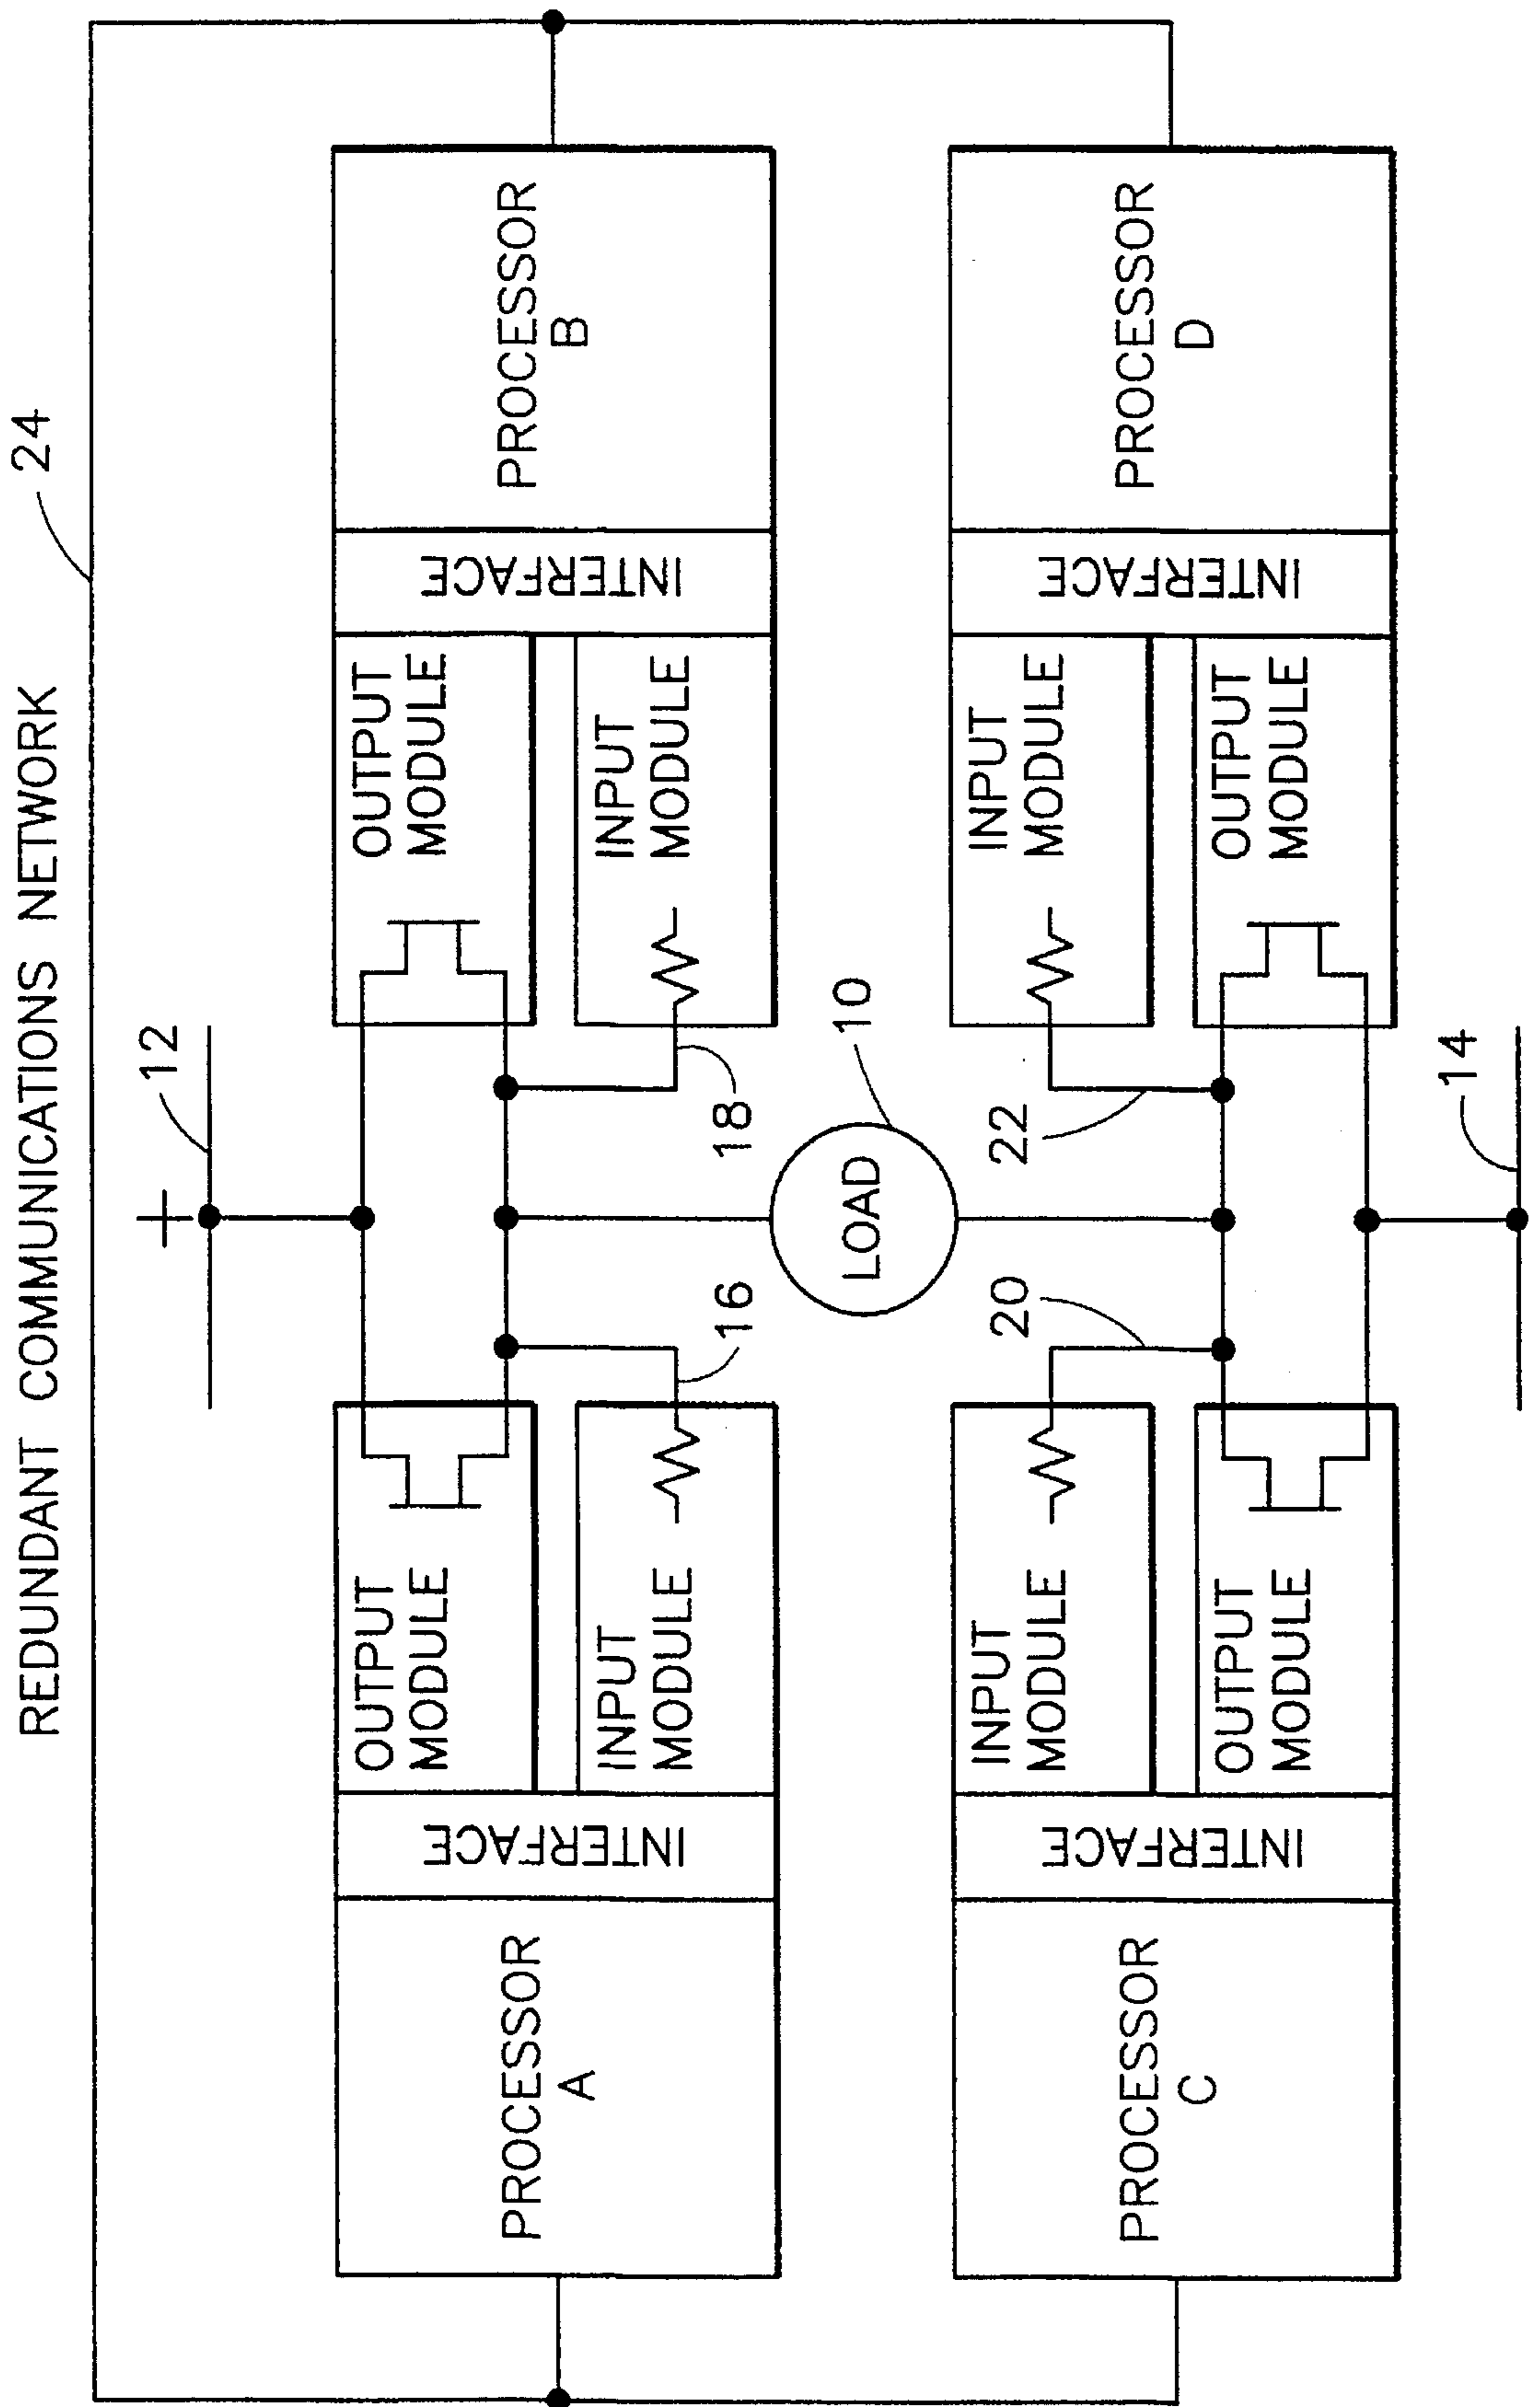 REDUNDANT COMMUNICATIONS NETWORK
24
+
12
PROCESSOR
A
INTERFACE
OUTPUT
MODULE
INPUT
MODULE
16
18
OUTPUT
MODULE
INPUT
MODULE
INTERFACE
PROCESSOR
B
LOAD
10
PROCESSOR
C
INTERFACE
INPUT
MODULE
OUTPUT
MODULE
20
22
INPUT
MODULE
OUTPUT
MODULE
INTERFACE
PROCESSOR
D
14